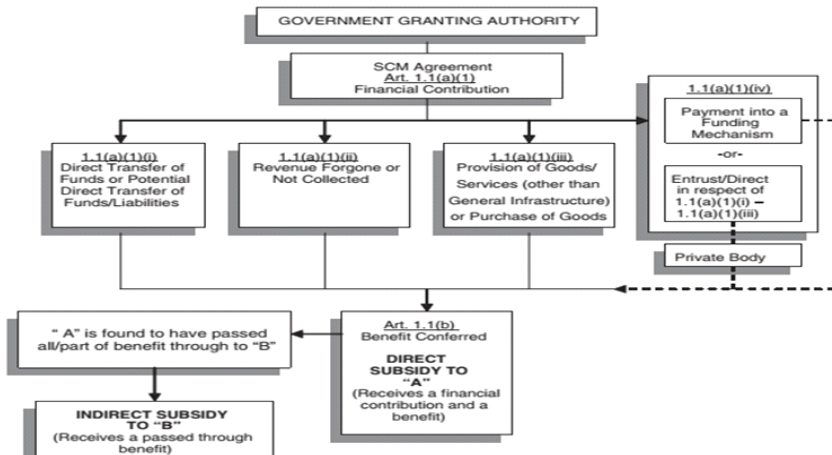 GOVERNMENT GRANTING AUTHORITY
SCM Agreement
Art. 1.1(a)(1)
Financial Contribution
1.1(a)(1)(i)
Direct Transfer of
Funds or Potential
Direct Transfer of
Funds/Liabilities
1.1(a)(1)(ii)
Revenue Forgone or
Not Collected
1.1(a)(1)(iii)
Provision of Goods/
Services (other than
General Infrastructure)
or Purchase of Goods
1.1(a)(1)(iv)
Payment into a
Funding
Mechanism
-or-
Entrust/Direct
in respect of
1.1(a)(1)(i) –
1.1(a)(1)(iii)
Private Body
Art. 1.1(b)
Benefit Conferred
DIRECT
SUBSIDY TO
"A"
(Receives a financial
contribution and a
benefit)
" A" is found to have passed
all/part of benefit through to "B"
INDIRECT SUBSIDY
TO "B"
(Receives a passed through
benefit)